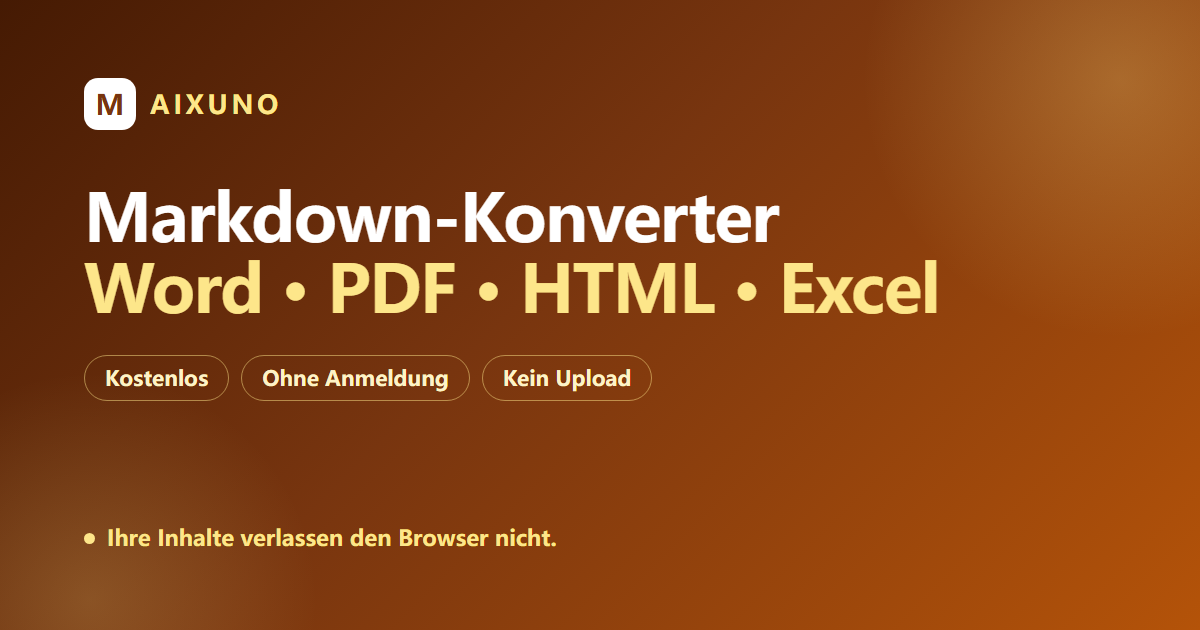 M AIXUNO
Markdown-Konverter
Word • PDF • HTML • Excel
Kostenlos Ohne Anmeldung Kein Upload
• Ihre Inhalte verlassen den Browser nicht.